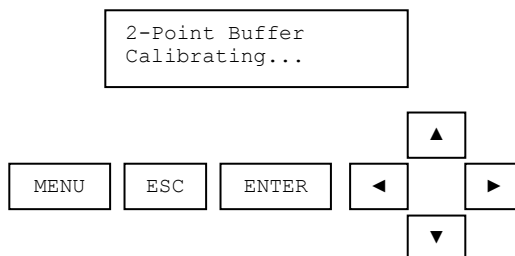 2-Point Buffer
Calibrating...
▲
MENU ESC ENTER ◄ ►
▼